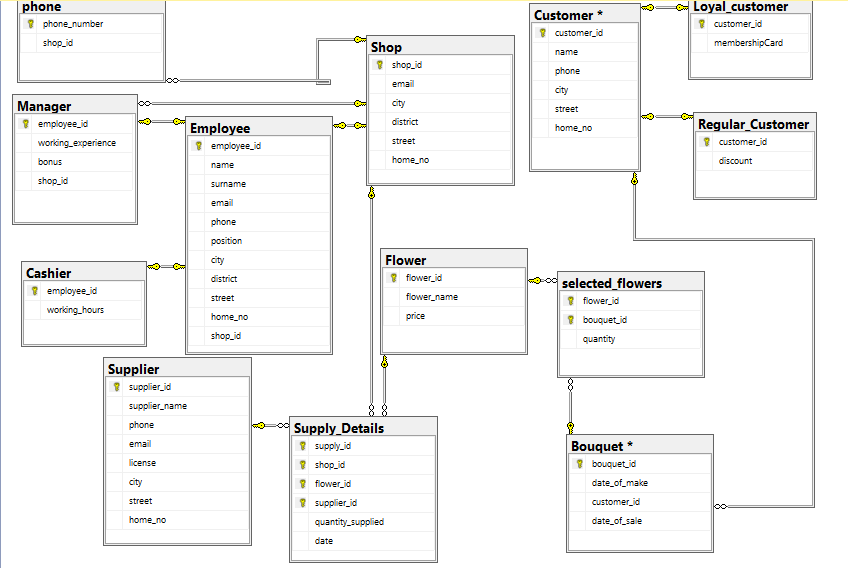 phone
phone_number
shop_id
Manager
employee_id
working_experience
bonus
shop_id
Employee
employee_id
name
surname
email
phone
position
city
district
street
home_no
shop_id
Cashier
employee_id
working_hours
Supplier
supplier_id
supplier_name
phone
email
license
city
street
home_no
Shop
shop_id
email
city
district
street
home_no
Flower
flower_id
flower_name
price
Supply_Details
supply_id
shop_id
flower_id
supplier_id
quantity_supplied
date
Customer *
customer_id
name
phone
city
street
home_no
Loyal_customer
customer_id
membershipCard
Regular_Customer
customer_id
discount
selected_flowers
flower_id
bouquet_id
quantity
Bouquet *
bouquet_id
date_of_make
customer_id
date_of_sale